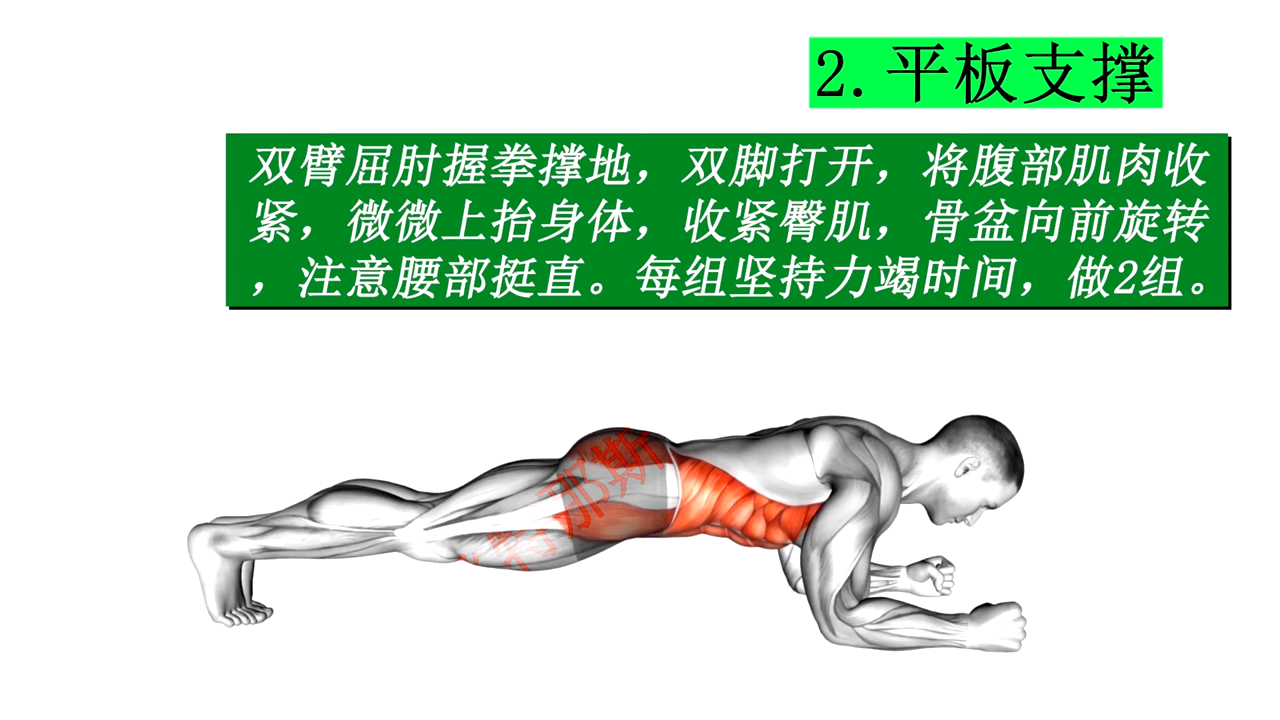 2.平板支撑
双臂屈肘握拳撑地，双脚打开，将腹部肌肉收
紧，微微上抬身体，收紧臀肌，骨盆向前旋转
，注意腰部挺直。每组坚持力竭时间，做2组。
那斯